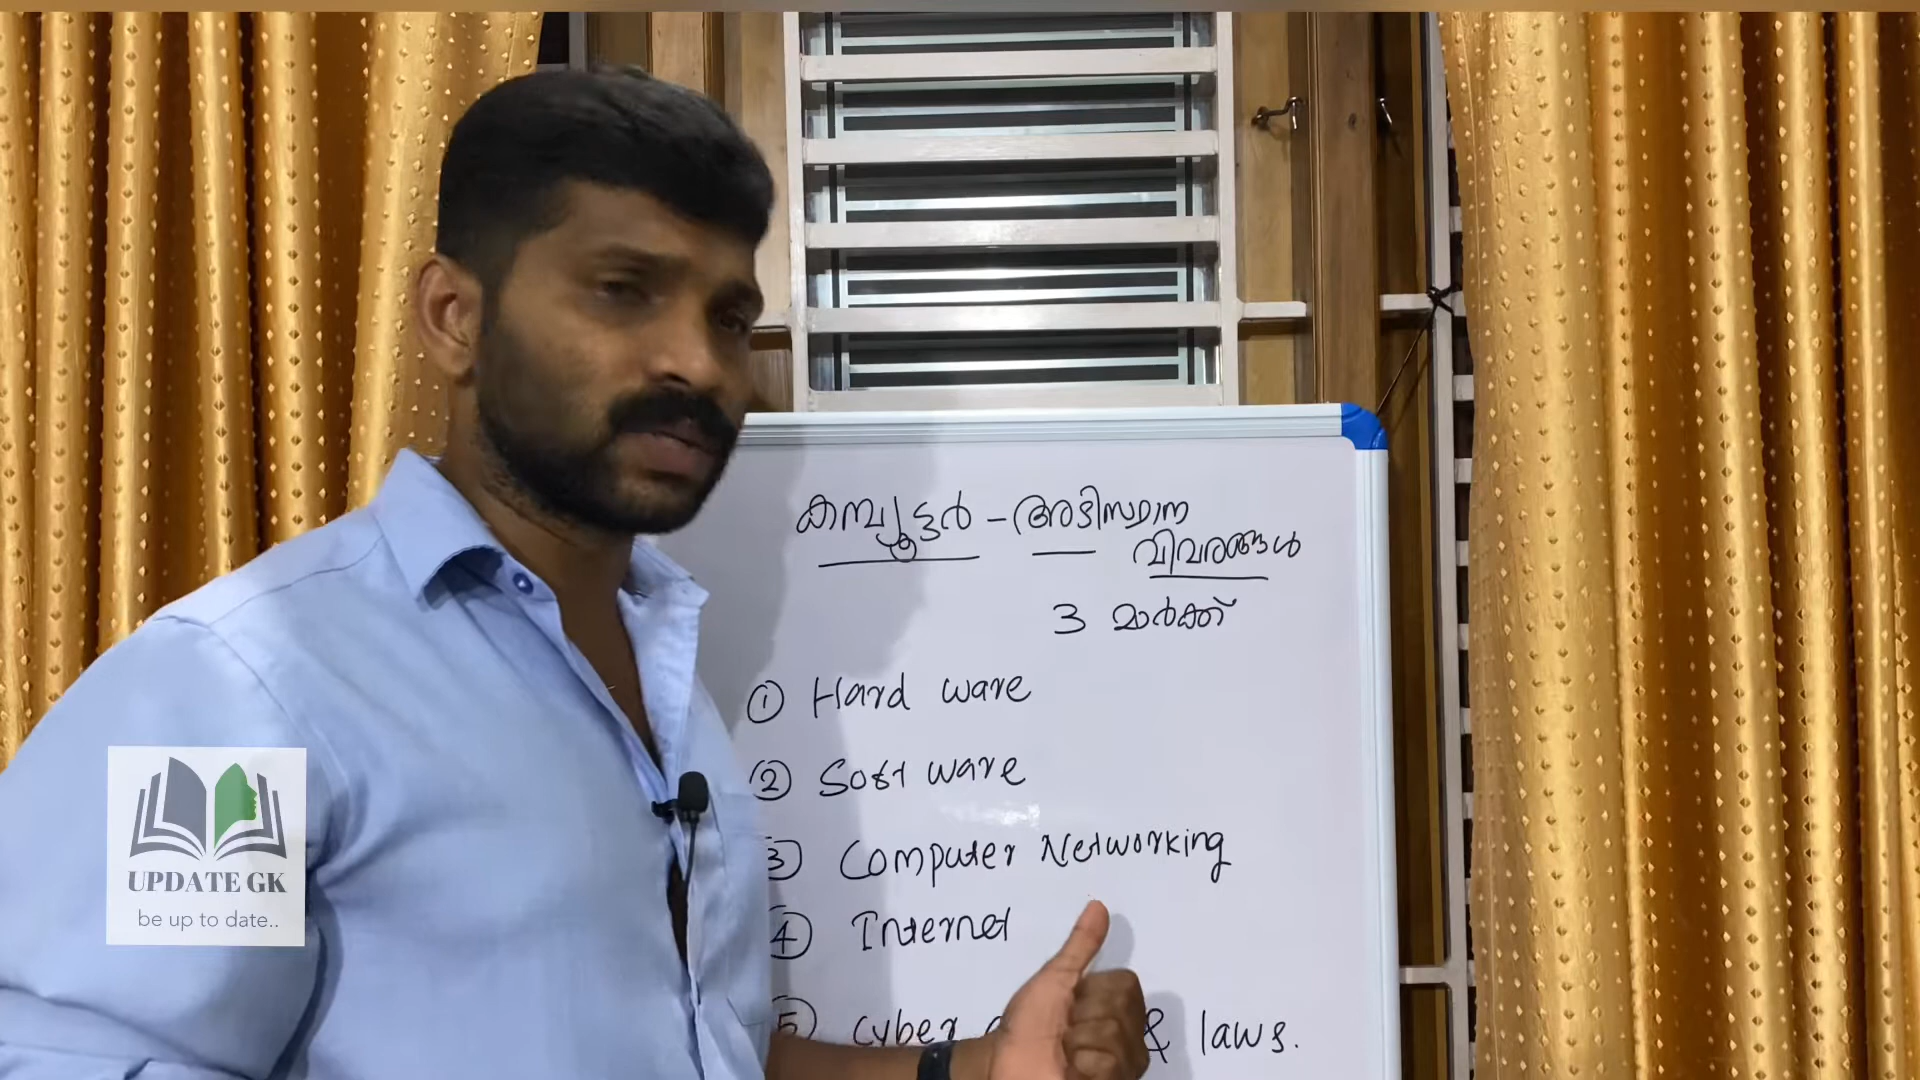 കമ്പ്യൂട്ടർ - അടിസ്ഥാന
വിവരങ്ങൾ
3 മാർക്ക്
① Hard ware
② Soft ware
3 Computer Networking
④ Internet
5 Cyber & laws.
UPDATE GK
be up to date..